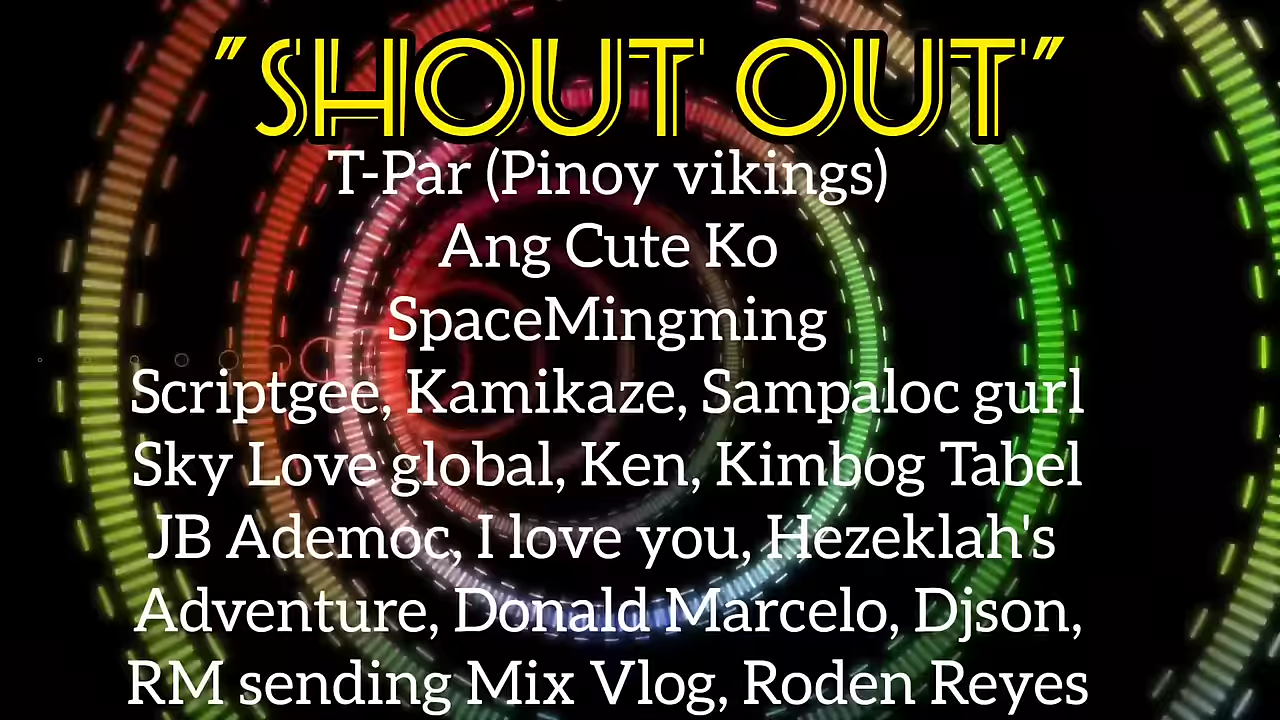 "SHOUT OUT"
T-Par (Pinoy vikings)
Ang Cute Ko
SpaceMingming
Scriptgee, Kamikaze, Sampaloc gurl
Sky Love global, Ken, Kimbog Tabel
JB Ademoc, I love you, Hezeklah's
Adventure, Donald Marcelo, Djson,
RM sending Mix Vlog, Roden Reyes